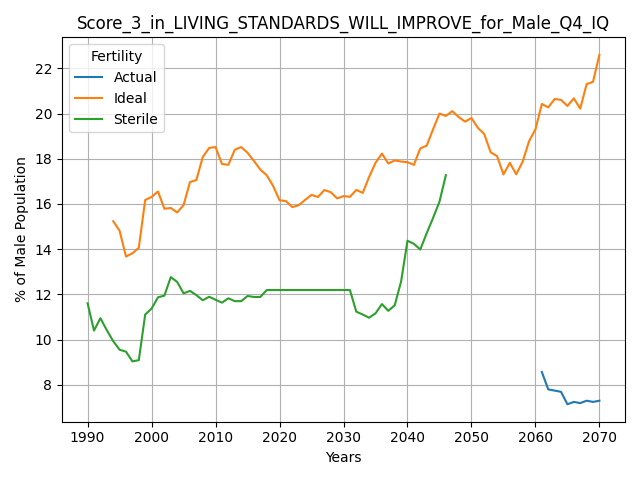 Score_3_in_LIVING_STANDARDS_WILL_IMPROVE_for_Male_Q4_IQ
Fertility
Actual
Ideal
Sterile
% of Male Population
22
20
18
16
14
12
10
8
1990 2000 2010 2020 2030 2040 2050 2060 2070
Years